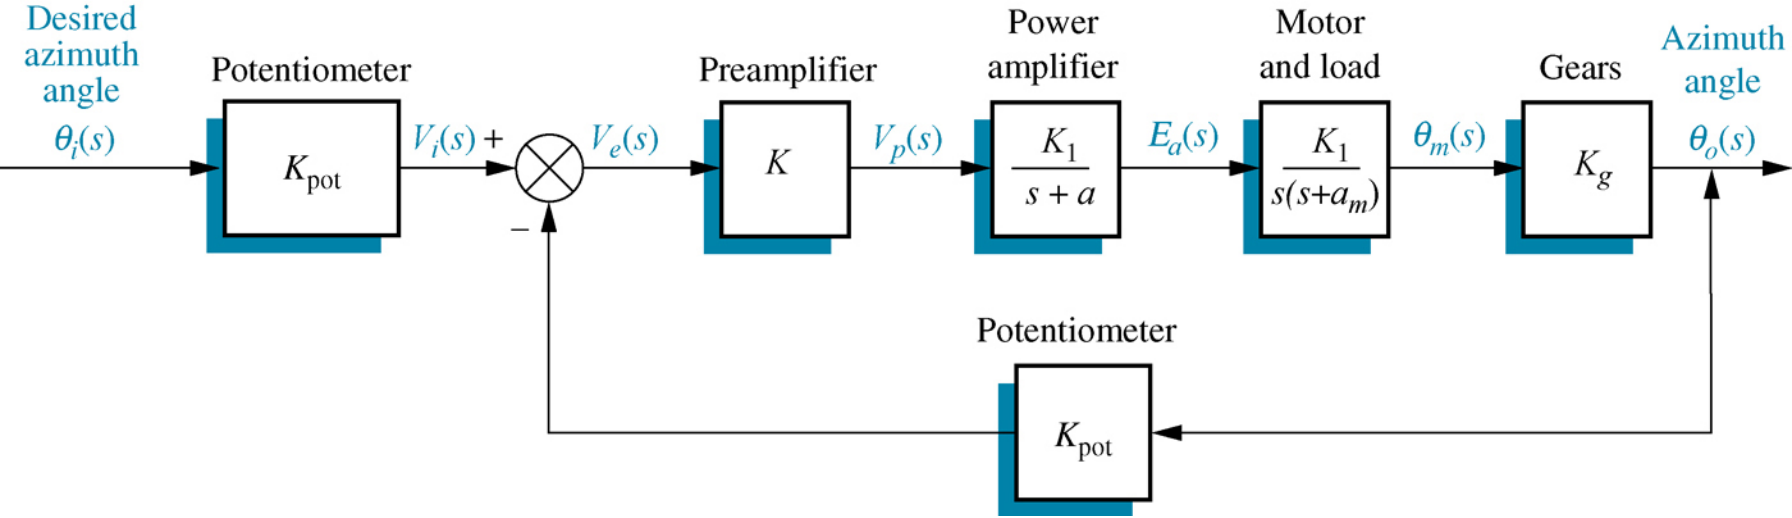 Desired
azimuth
angle
θi(s)
Potentiometer
Kpot
Vi(s) +
−
Ve(s)
Preamplifier
K
Vp(s)
Power
amplifier
K1
s + a
Ea(s)
Motor
and load
K1
s(s+am)
θm(s)
Gears
Kg
Azimuth
angle
θo(s)
Potentiometer
Kpot